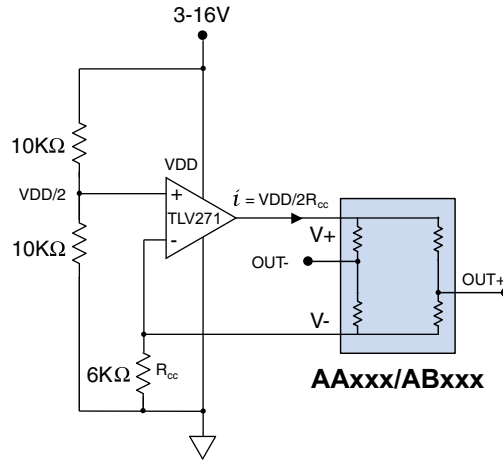 3-16V
10KΩ
VDD
VDD/2
+
TLV271
-
i = VDD/2Rcc
V+
OUT-
OUT+
10KΩ
V-
6KΩ
Rcc
AAxxx/ABxxx